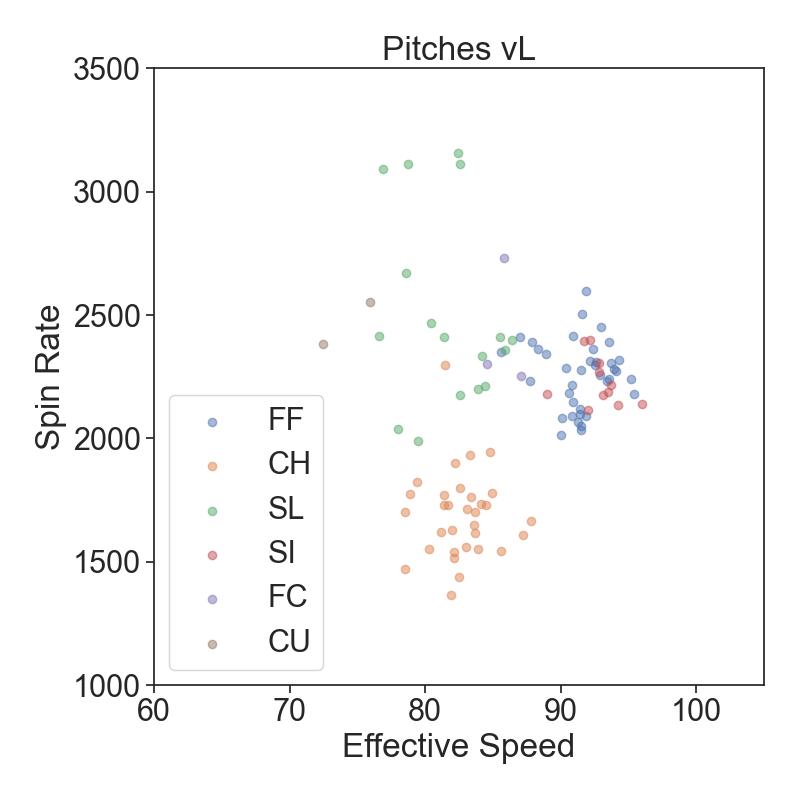 Pitches vL
3500
3000
2500
2000
1500
1000
Spin Rate
FF
CH
SL
SI
FC
CU
60 70 80 90 100
Effective Speed